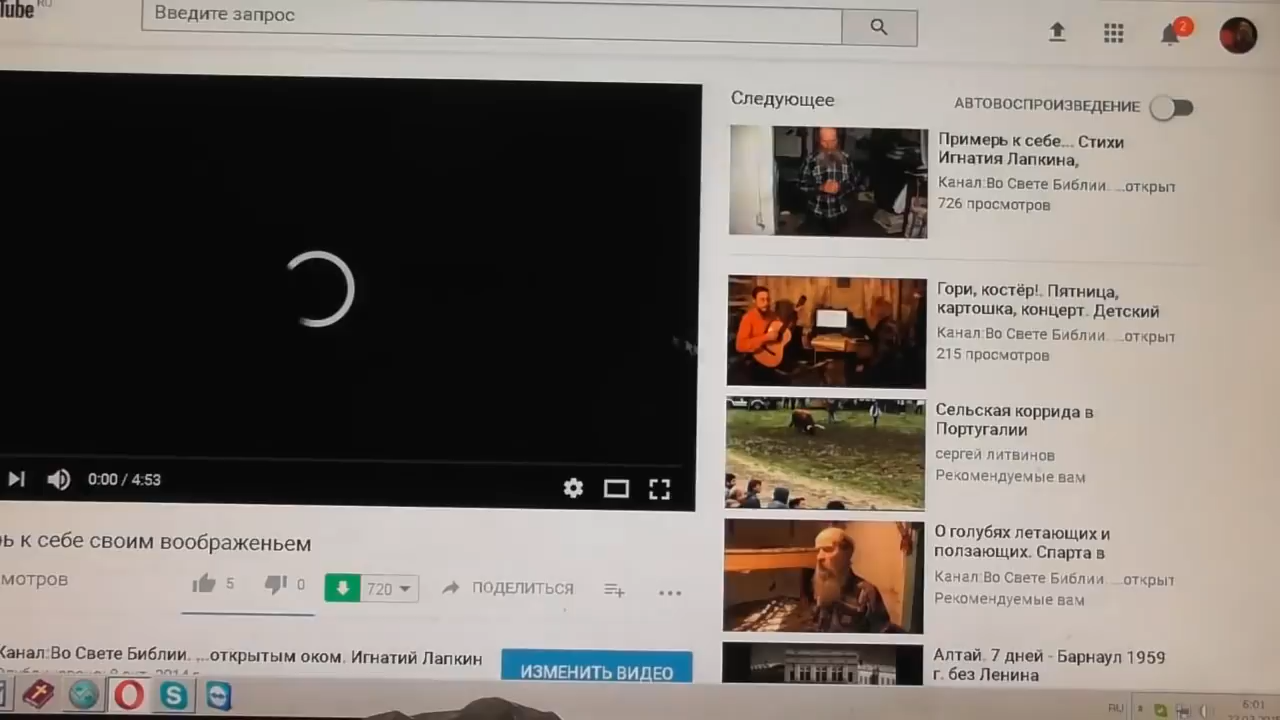 Tube RU
Введите запрос
2
Следующее
АВТОВОСПРОИЗВЕДЕНИЕ
Примерь к себе... Стихи
Игнатия Лапкина,
Канал:Во Свете Библии. ...открыт
726 просмотров
Гори, костёр!. Пятница,
картошка, концерт. Детский
Канал:Во Свете Библии. ...открыт
215 просмотров
Сельская коррида в
Португалии
сергей литвинов
Рекомендуемые вам
О голубях летающих и
ползающих. Спарта в
Канал:Во Свете Библии. ...открыт
Рекомендуемые вам
Алтай. 7 дней - Барнаул 1959
г. без Ленина
0:00 / 4:53
ь к себе своим воображеньем
мотров
5
0
720
ПОДЕЛИТЬСЯ
Канал:Во Свете Библии. ...открытым оком. Игнатий Лапкин
ИЗМЕНИТЬ ВИДЕО
RU
6:01